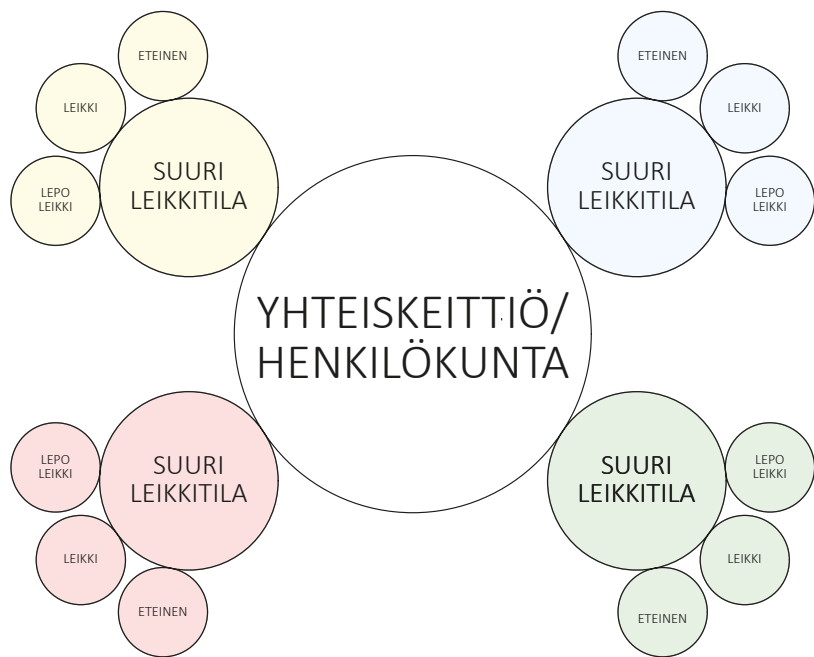 ETEINEN
LEIKKI
LEPO
LEIKKI
SUURI
LEIKKITILA
ETEINEN
LEIKKI
LEPO
LEIKKI
SUURI
LEIKKITILA
YHTEISKEITTIÖ/
HENKILÖKUNTA
LEPO
LEIKKI
LEIKKI
ETEINEN
SUURI
LEIKKITILA
SUURI
LEIKKITILA
LEPO
LEIKKI
LEIKKI
ETEINEN